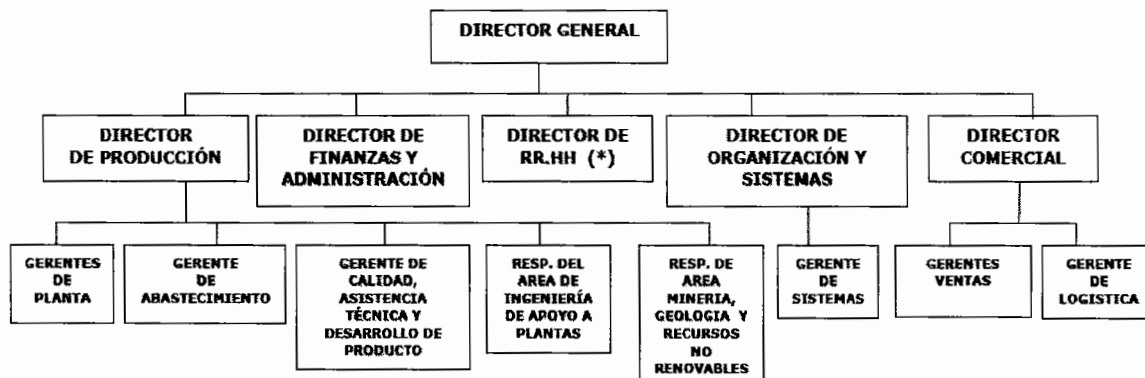 DIRECTOR GENERAL
DIRECTOR
DE PRODUCCIÓN
DIRECTOR DE
FINANZAS Y
ADMINISTRACIÓN
DIRECTOR DE
RR.HH (*)
DIRECTOR DE
ORGANIZACIÓN Y
SISTEMAS
DIRECTOR
COMERCIAL
GERENTES
DE
PLANTA
GERENTE
DE
ABASTECIMIENTO
GERENTE DE
CALIDAD,
ASISTENCIA
TÉCNICA Y
DESARROLLO DE
PRODUCTO
RESP. DEL
AREA DE
INGENIERÍA
DE APOYO A
PLANTAS
RESP. DE
AREA
MINERIA,
GEOLOGIA Y
RECURSOS
NO
RENOVABLES
GERENTE
DE
SISTEMAS
GERENTES
VENTAS
GERENTE
DE
LOGISTICA